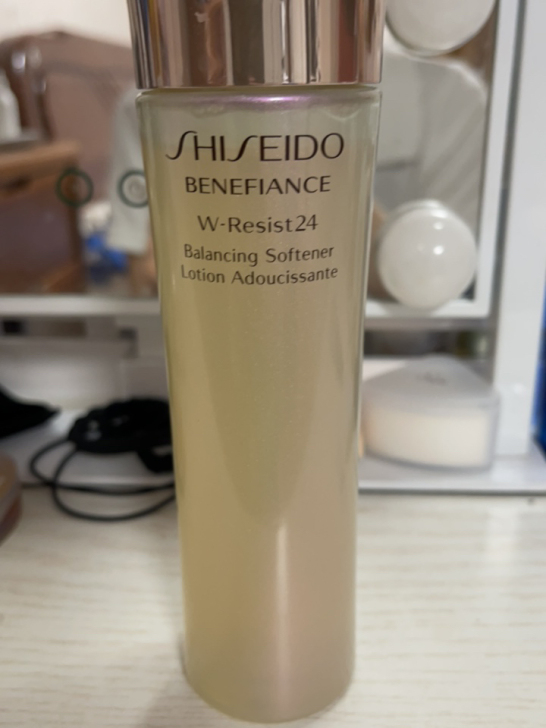 SHISEIDO
BENEFIANCE
W-Resist24
Balancing Softener
Lotion Adoucissante